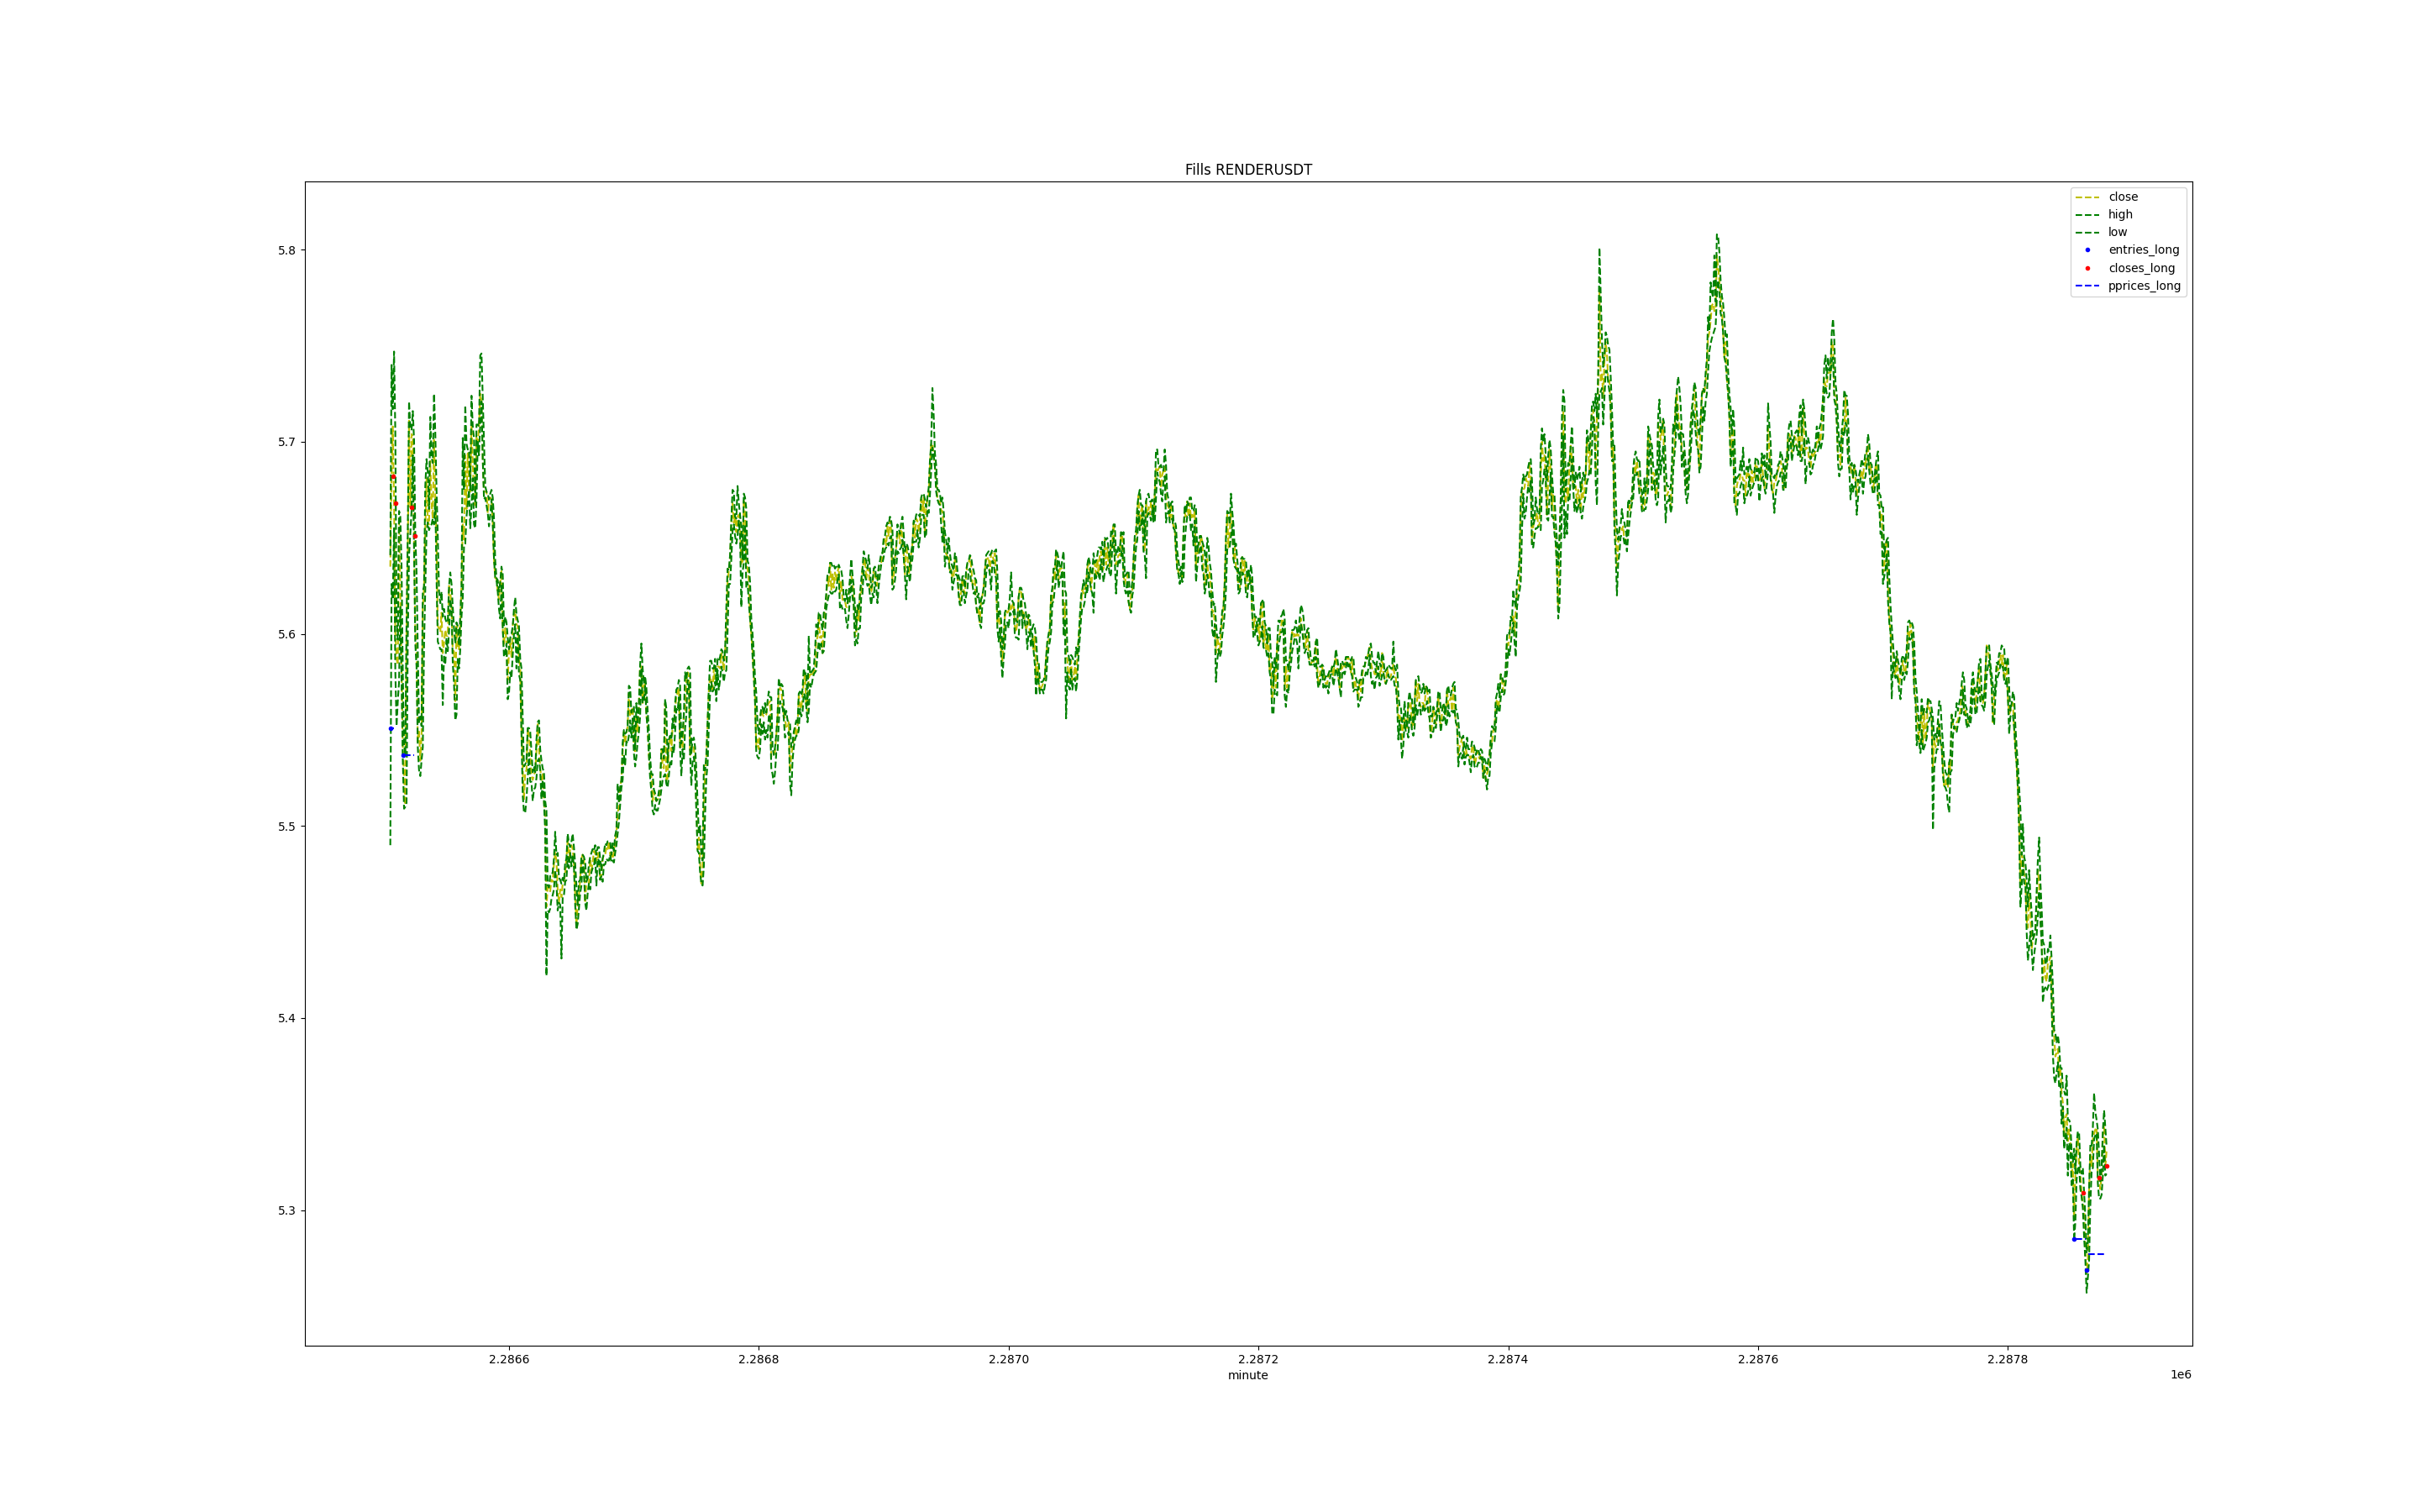 Fills RENDERUSDT
close
high
low
entries_long
closes_long
pprices_long
5.8
5.7
5.6
5.5
5.4
5.3
2.2866
2.2868
2.2870
2.2872
2.2874
2.2876
2.2878
minute
1e6